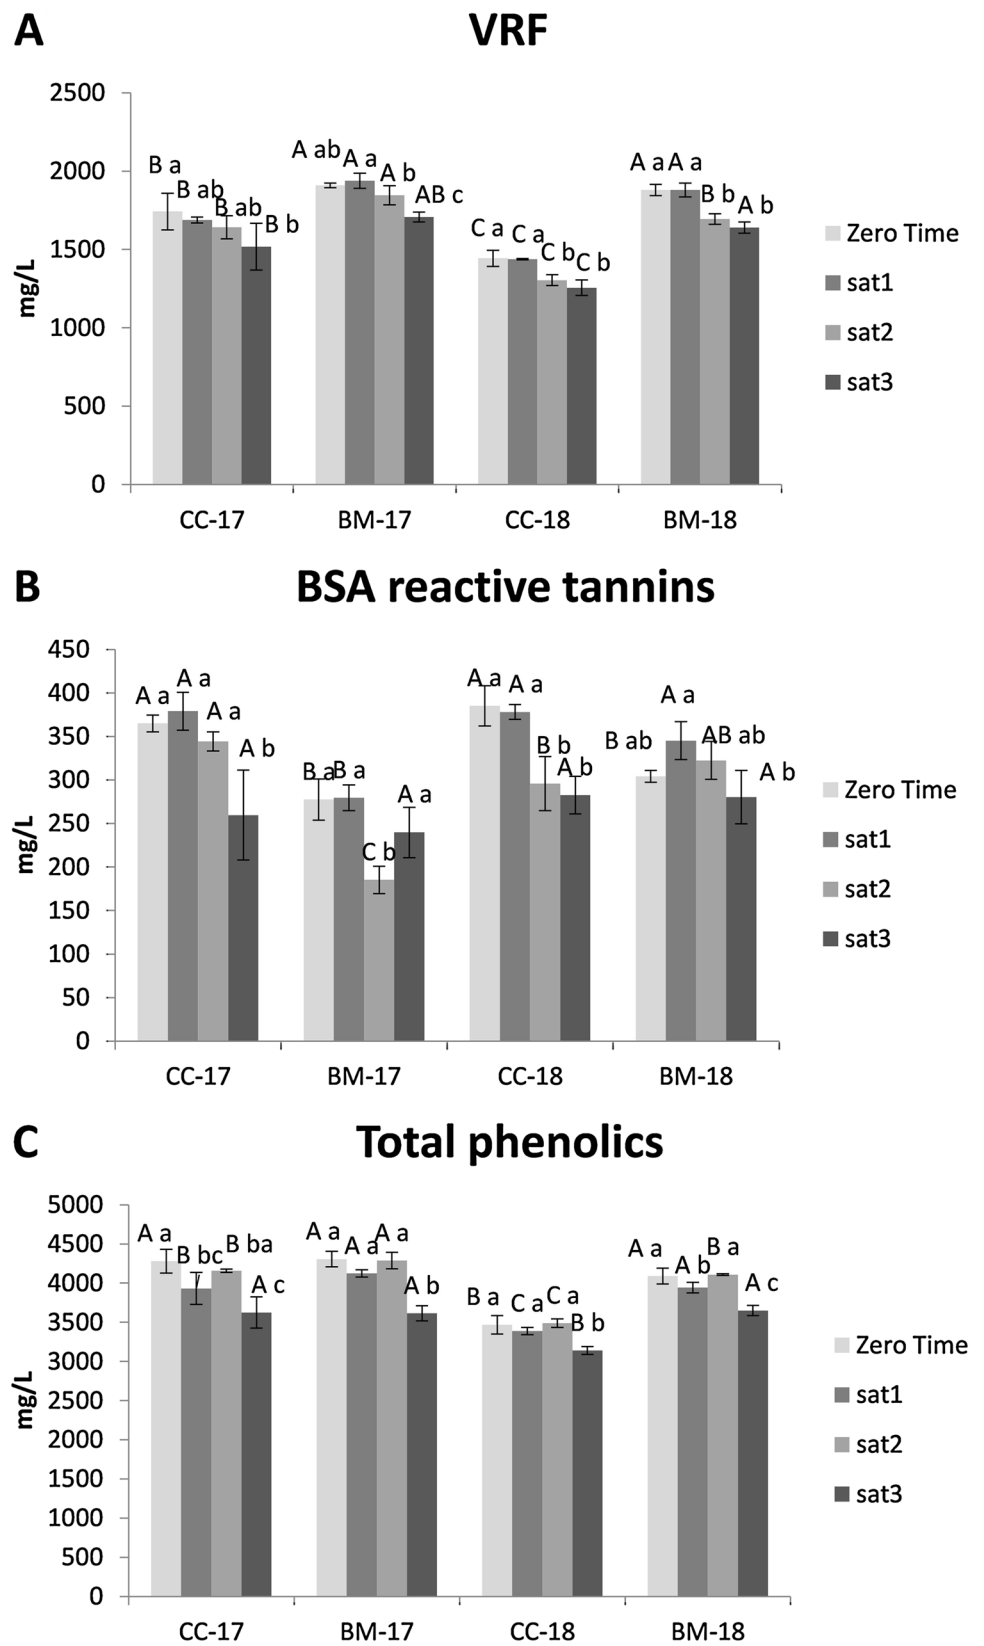 A VRF
2500
2000
1500
1000
500
0
mg/L
B a
B ab
B ab
B b
A ab
A a
A b
AB c
C a
C a
C b
C b
A a
A a
B b
A b
CC-17 BM-17 CC-18 BM-18
Zero Time
sat1
sat2
sat3
B BSA reactive tannins
450
400
350
300
250
200
150
100
50
0
mg/L
A a
A a
A a
A b
B a
B a
C b
A a
A a
A a
B b
A b
B ab
A a
AB ab
A b
CC-17 BM-17 CC-18 BM-18
Zero Time
sat1
sat2
sat3
C Total phenolics
5000
4500
4000
3500
3000
2500
2000
1500
1000
500
0
mg/L
A a
B bc
B ba
A c
A a
A a
A a
A b
B a
C a
C a
B b
A a
A b
B a
A c
CC-17 BM-17 CC-18 BM-18
Zero Time
sat1
sat2
sat3